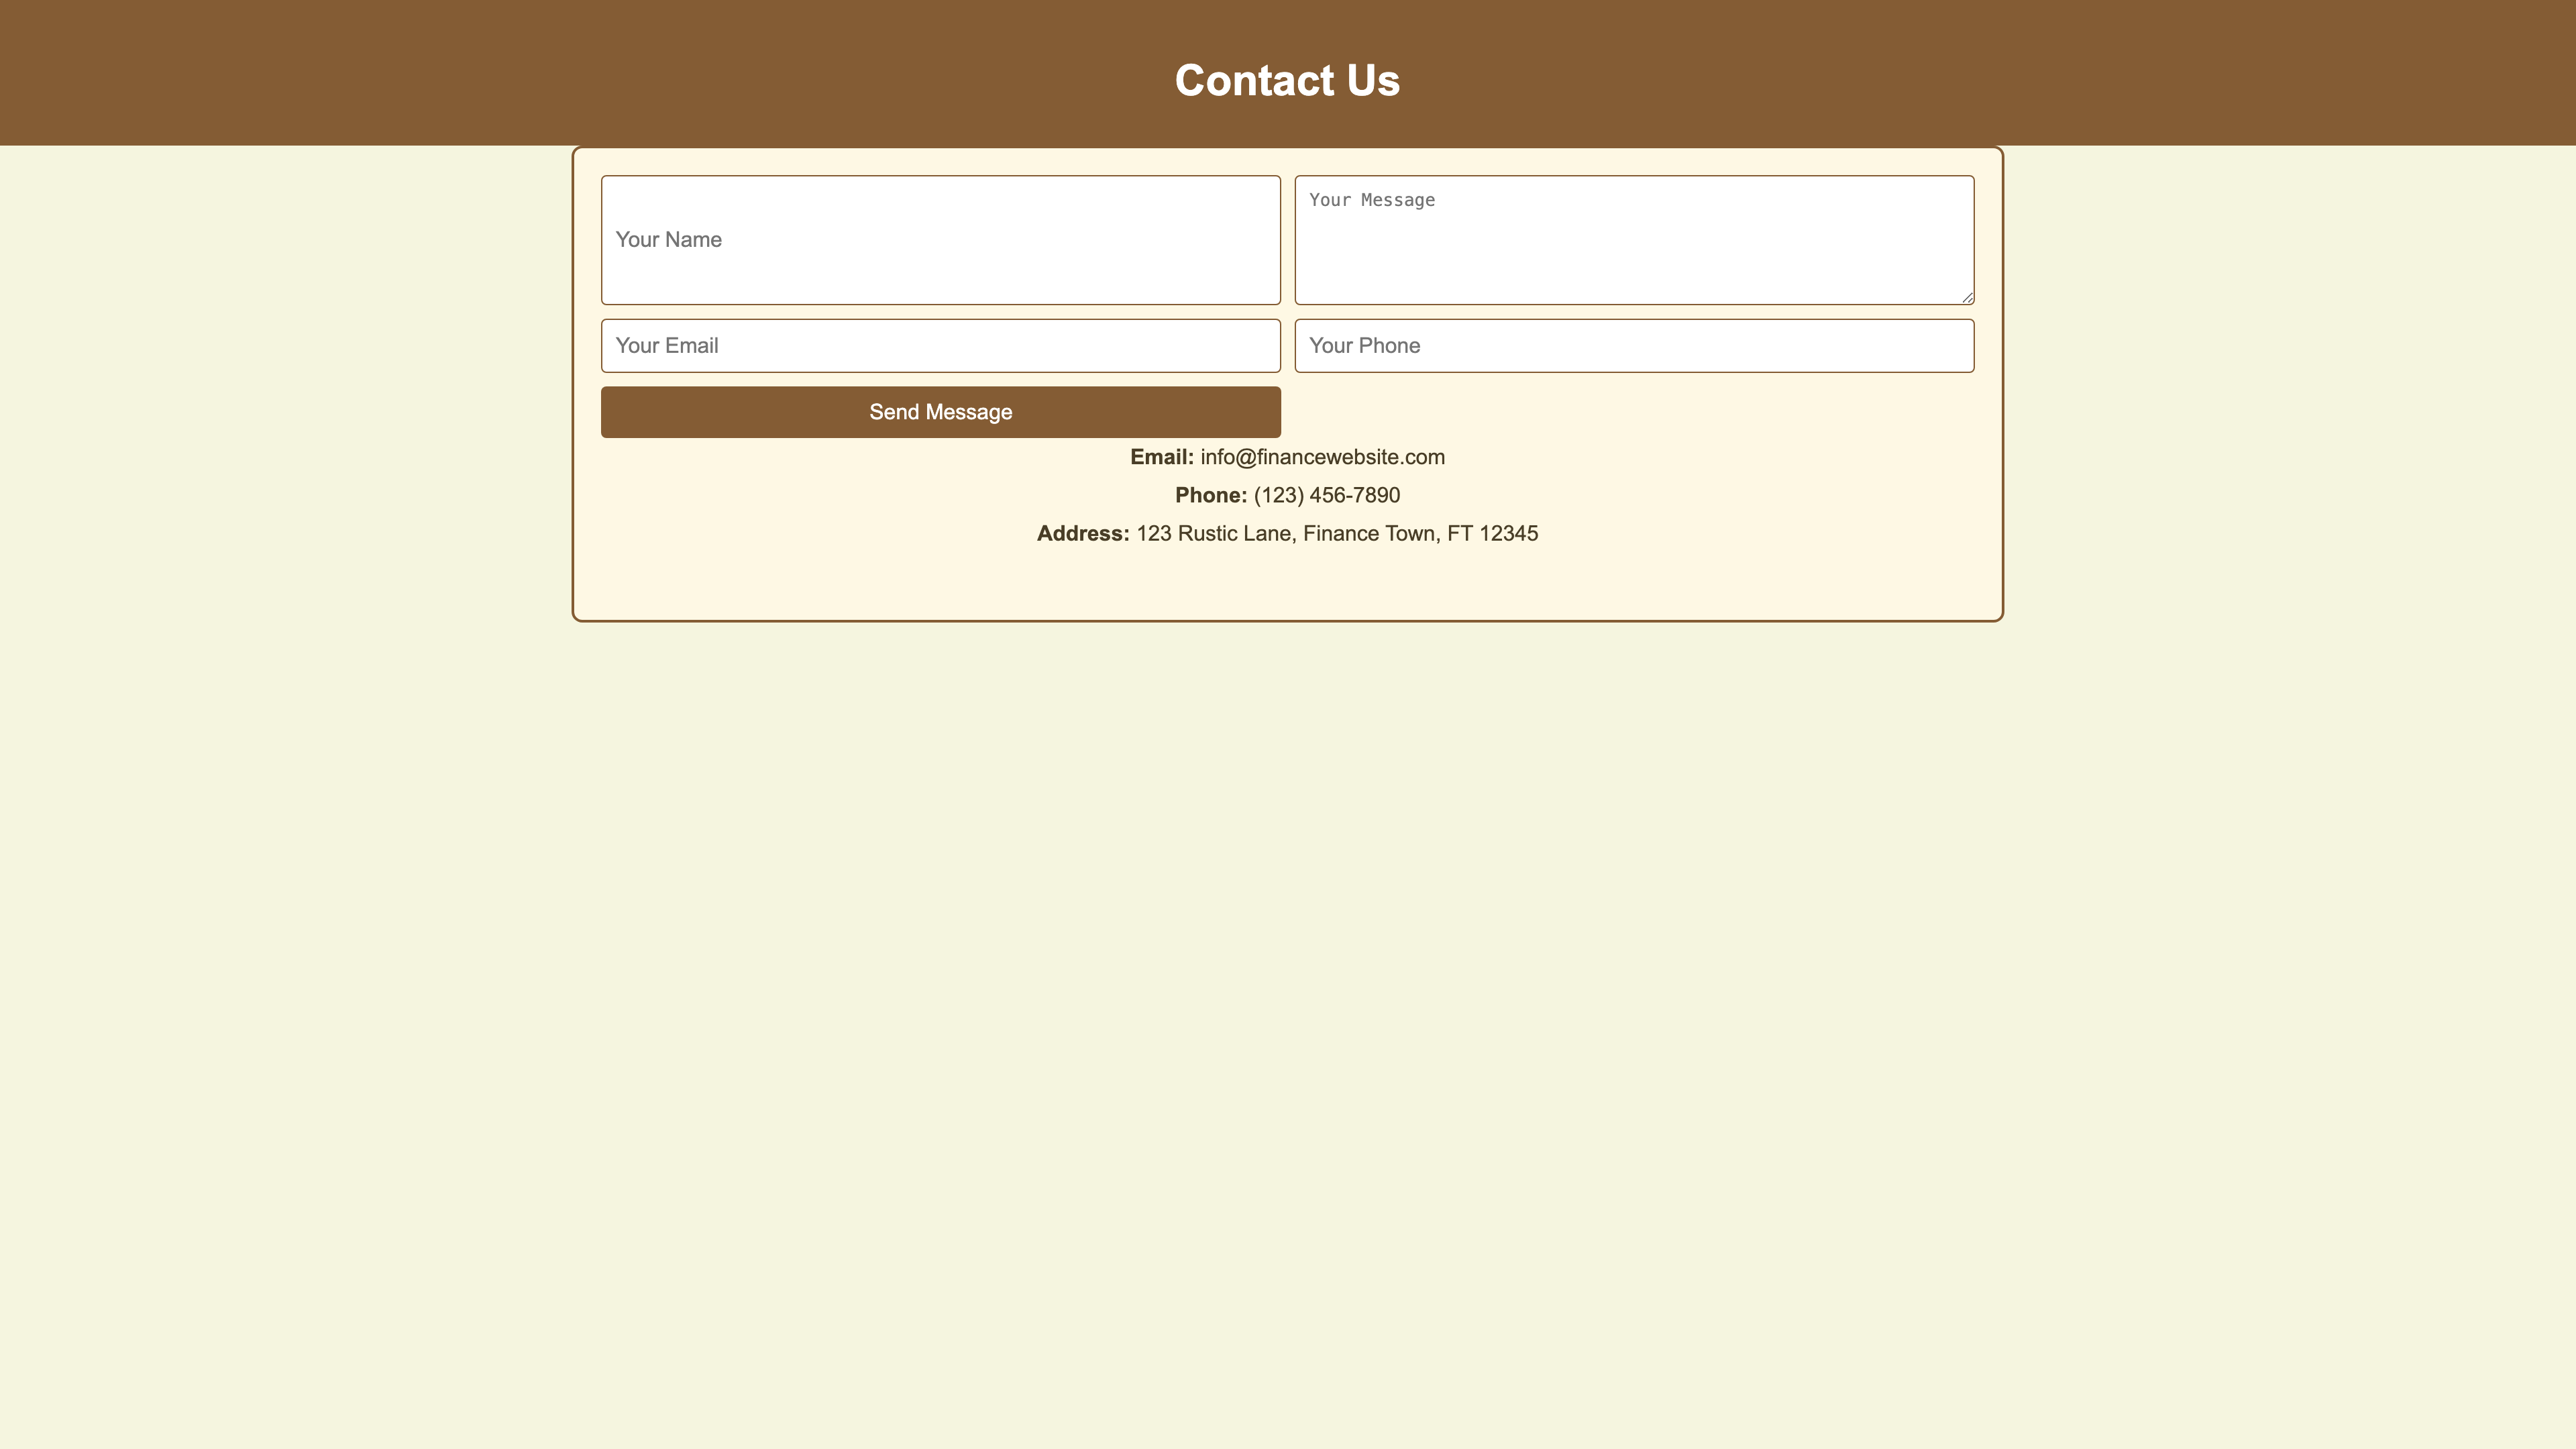 Contact Us
Your Name
Your Message
Your Email
Your Phone
Send Message
Email: info@financewebsite.com
Phone: (123) 456-7890
Address: 123 Rustic Lane, Finance Town, FT 12345